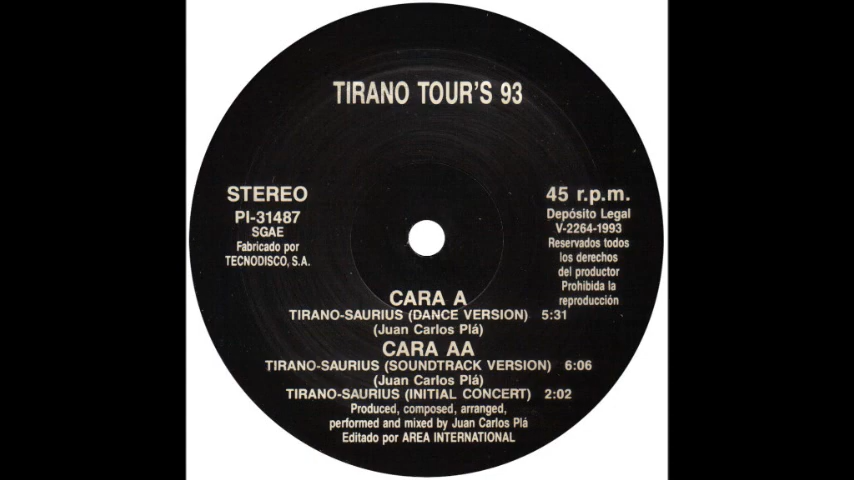 TIRANO TOUR'S 93
STEREO
PI-31487
SGAE
Fabricado por
TECNODISCO, S.A.
45 r.p.m.
Depósito Legal
V-2264-1993
Reservados todos
los derechos
del productor
Prohibida la
reproducción
CARA A
TIRANO-SAURIUS (DANCE VERSION) 5:31
(Juan Carlos Plá)
CARA AA
TIRANO-SAURIUS (SOUNDTRACK VERSION) 6:06
(Juan Carlos Plá)
TIRANO-SAURIUS (INITIAL CONCERT) 2:02
Produced, composed, arranged,
performed and mixed by Juan Carlos Plá
Editado por AREA INTERNATIONAL